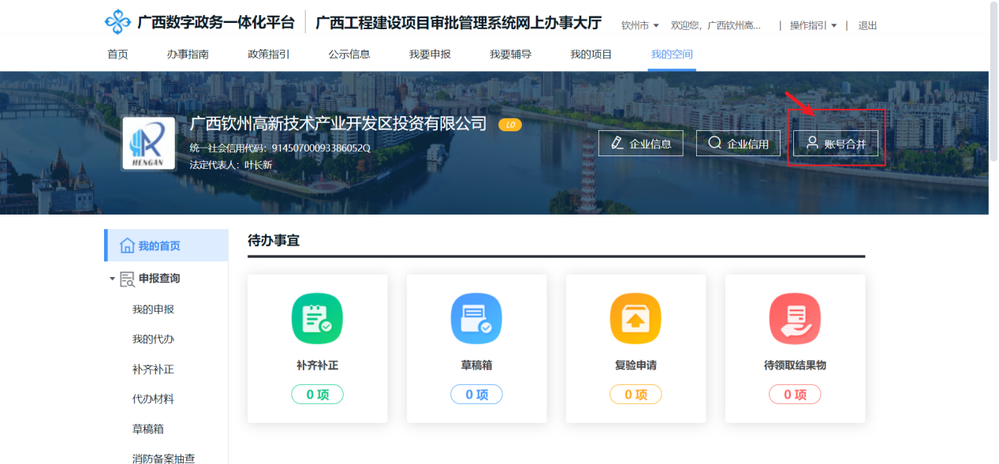 广西数字政务一体化平台 广西工程建设项目审批管理系统网上办事大厅 钦州市 欢迎您，广西钦州高... | 操作指引 | 退出
首页 办事指南 政策指引 公示信息 我要申报 我要辅导 我的项目 我的空间
广西钦州高新技术产业开发区投资有限公司 L0
统一社会信用代码：91450700093386052Q
法定代表人：叶长新
HENGAN
企业信息 企业信用 账号合并
我的首页
申报查询
我的申报
我的代办
补齐补正
代办材料
草稿箱
消防备案抽查
待办事宜
补齐补正 草稿箱 复验申请 待领取结果物
0 项 0 项 0 项 0 项